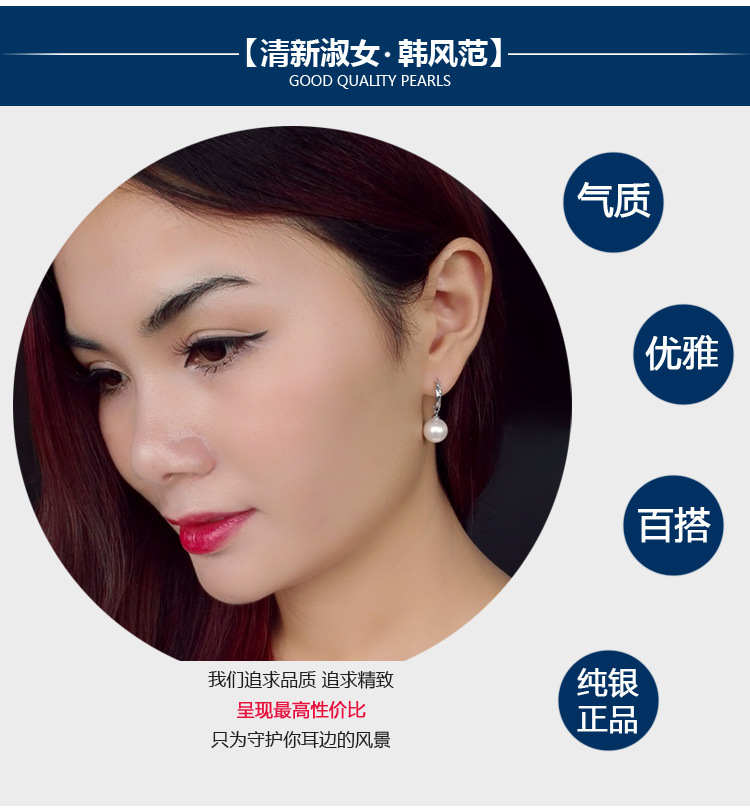 【清新淑女·韩风范】
GOOD QUALITY PEARLS
气质
优雅
百搭
纯银
正品
我们追求品质 追求精致
呈现最高性价比
只为守护你耳边的风景